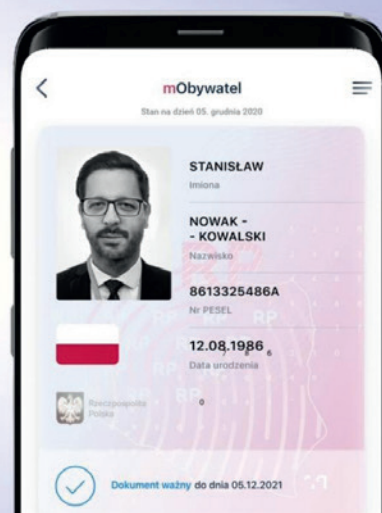 mObywatel
Stan na dzień 05. grudnia 2020
STANISŁAW
Imiona
NOWAK -
- KOWALSKI
Nazwisko
8613325486A
Nr PESEL
12.08.1986
Data urodzenia
Rzeczpospolita
Polska
Dokument ważny do dnia 05.12.2021